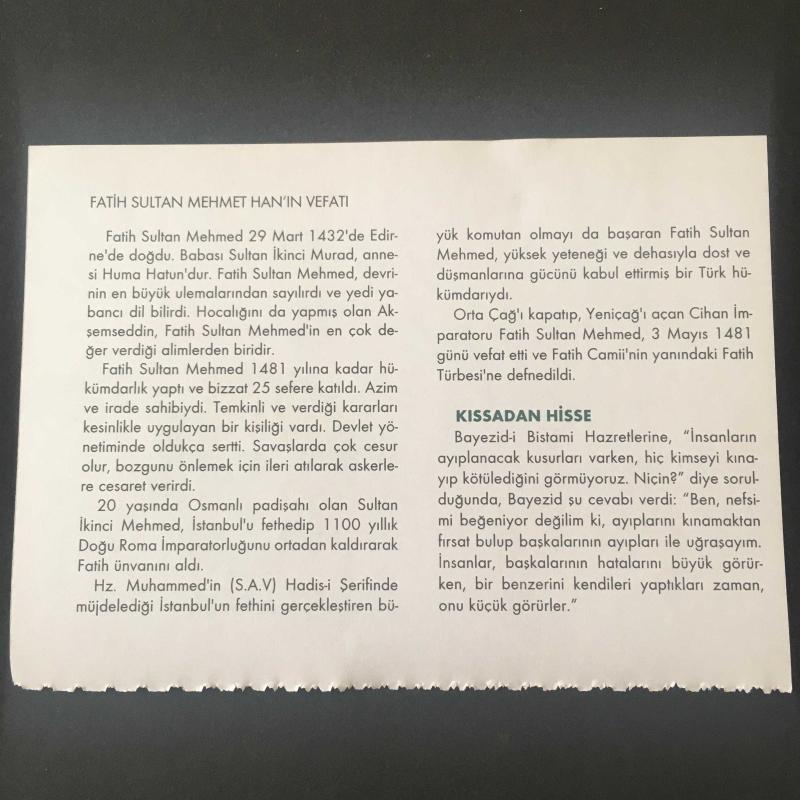 FATİH SULTAN MEHMET HAN'IN VEFATI
Fatih Sultan Mehmed 29 Mart 1432'de Edir-
ne'de doğdu. Babası Sultan İkinci Murad, anne-
si Huma Hatun'dur. Fatih Sultan Mehmed, devri-
nin en büyük ulemalarından sayılırdı ve yedi ya-
bancı dil bilirdi. Hocalığını da yapmış olan Ak-
şemseddin, Fatih Sultan Mehmed'in en çok de-
ğer verdiği alimlerden biridir.
Fatih Sultan Mehmed 1481 yılına kadar hü-
kümdarlık yaptı ve bizzat 25 sefere katıldı. Azim
ve irade sahibiydi. Temkinli ve verdiği kararları
kesinlikle uygulayan bir kişiliği vardı. Devlet yö-
netiminde oldukça sertti. Savaşlarda çok cesur
olur, bozgunu önlemek için ileri atılarak askerle-
re cesaret verirdi.
20 yaşında Osmanlı padişahı olan Sultan
İkinci Mehmed, İstanbul'u fethedip 1100 yıllık
Doğu Roma İmparatorluğunu ortadan kaldırarak
Fatih ünvanını aldı.
Hz. Muhammed'in (S.A.V) Hadis-i Şerifinde
müjdelediği İstanbul'un fethini gerçekleştiren bü-
yük komutan olmayı da başaran Fatih Sultan
Mehmed, yüksek yeteneği ve dehasıyla dost ve
düşmanlarına gücünü kabul ettirmiş bir Türk hü-
kümdarıydı.
Orta Çağ'ı kapatıp, Yeniçağ'ı açan Cihan İm-
paratoru Fatih Sultan Mehmed, 3 Mayıs 1481
günü vefat etti ve Fatih Camii'nin yanındaki Fatih
Türbesi'ne defnedildi.
KISSADAN HİSSE
Bayezid-i Bistami Hazretlerine, "İnsanların
ayıplanacak kusurları varken, hiç kimseyi kına-
yıp kötülediğini görmüyoruz. Niçin?" diye sorul-
duğunda, Bayezid şu cevabı verdi: "Ben, nefsi-
mi beğeniyor değilim ki, ayıplarını kınamaktan
fırsat bulup başkalarının ayıpları ile uğraşayım.
İnsanlar, başkalarının hatalarını büyük görür-
ken, bir benzerini kendileri yaptıkları zaman,
onu küçük görürler."